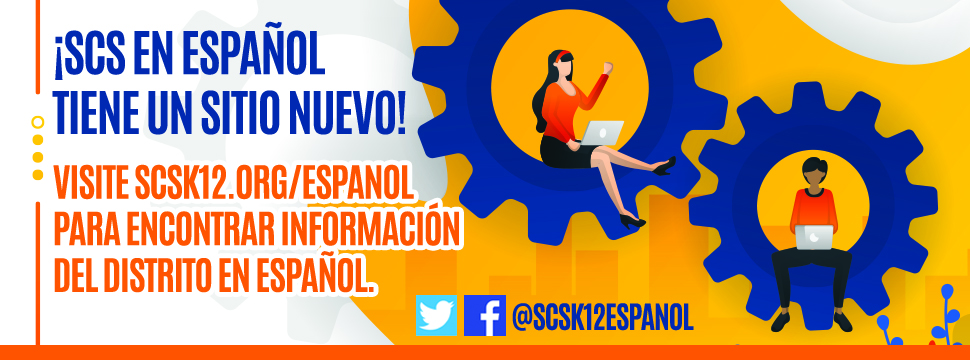 ¡SCS EN ESPAÑOL
TIENE UN SITIO NUEVO!
VISITE SCSK12.ORG/ESPANOL
PARA ENCONTRAR INFORMACIÓN
DEL DISTRITO EN ESPAÑOL.
@SCSK12ESPANOL